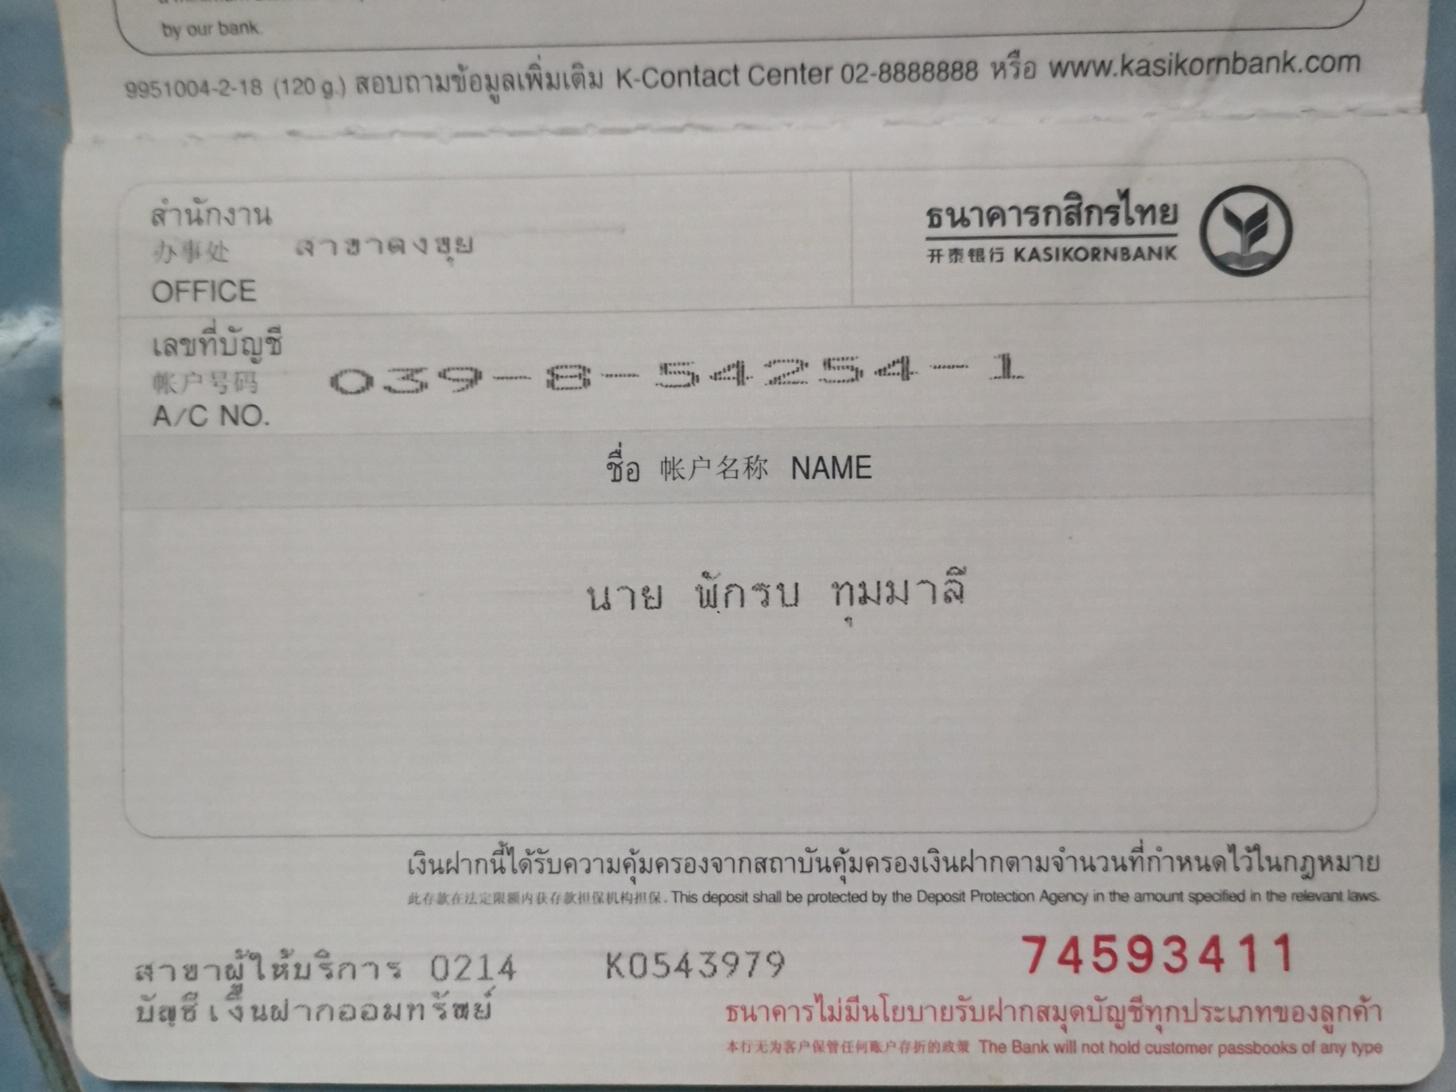 by our bank.
9951004-2-18 (120 g.) สอบถามข้อมูลเพิ่มเติม K-Contact Center 02-8888888 หรือ www.kasikornbank.com
สำนักงาน
办事处 สาขาดงขุย
OFFICE
ธนาคารกสิกรไทย
开泰银行 KASIKORNBANK
เลขที่บัญชี
帐户号码 039-8-54254-1
A/C NO.
ชื่อ 帐户名称 NAME
นาย พักรบ ทุมมาลี
เงินฝากนี้ได้รับความคุ้มครองจากสถาบันคุ้มครองเงินฝากตามจำนวนที่กำหนดไว้ในกฎหมาย
此存款在法定限额内获存款担保机构担保. This deposit shall be protected by the Deposit Protection Agency in the amount specified in the relevant laws.
สาขาผู้ให้บริการ 0214 K0543979 74593411
บัญชีเงินฝากออมทรัพย์
ธนาคารไม่มีนโยบายรับฝากสมุดบัญชีทุกประเภทของลูกค้า
本行无为客户保管任何账户存折的政策 The Bank will not hold customer passbooks of any type